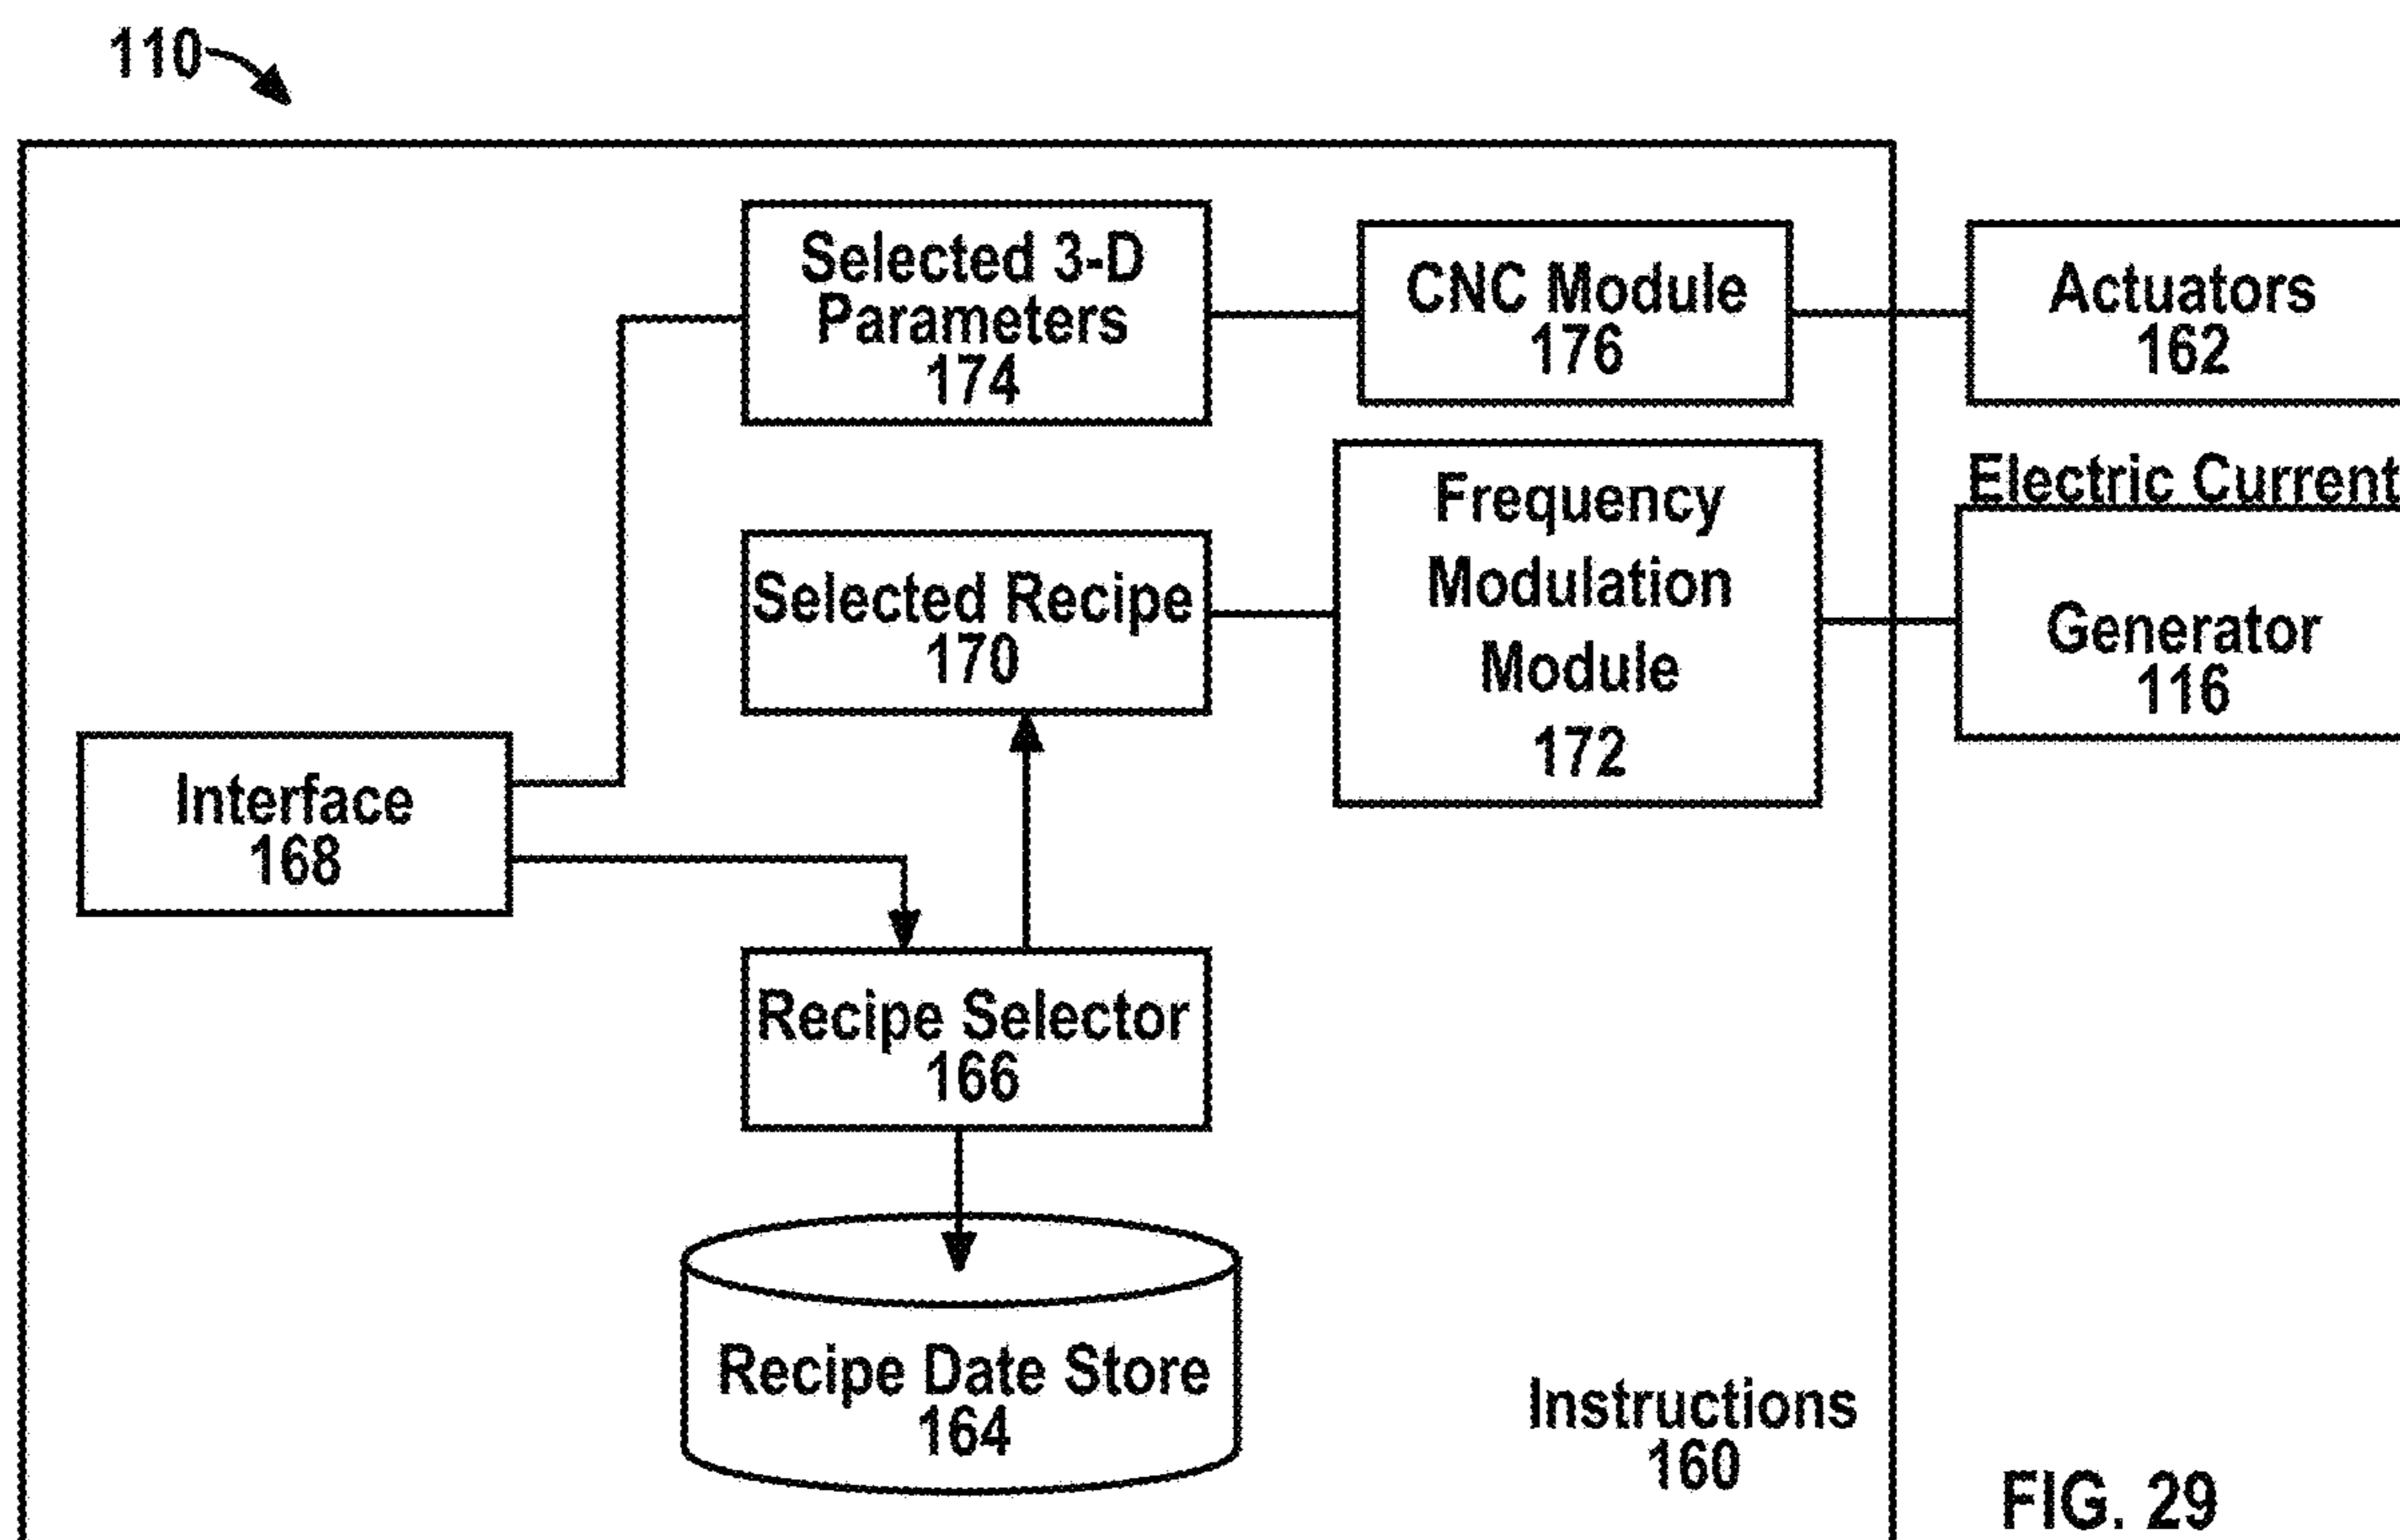 110
Selected 3-D
Parameters
174
CNC Module
176
Actuators
162
Selected Recipe
170
Frequency
Modulation
Module
172
Electric Current
Generator
116
Interface
168
Recipe Selector
166
Recipe Date Store
164
Instructions
160
FIG. 29